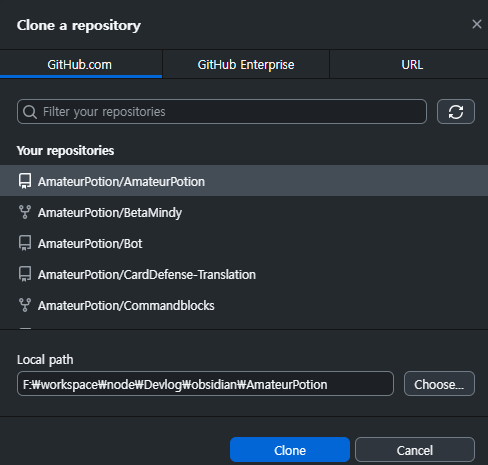 Clone a repository
GitHub.com GitHub Enterprise URL
Filter your repositories
Your repositories
AmateurPotion/AmateurPotion
AmateurPotion/BetaMindy
AmateurPotion/Bot
AmateurPotion/CardDefense-Translation
AmateurPotion/Commandblocks
Local path
F:₩workspace₩node₩Devlog₩obsidian₩AmateurPotion Choose...
Clone Cancel